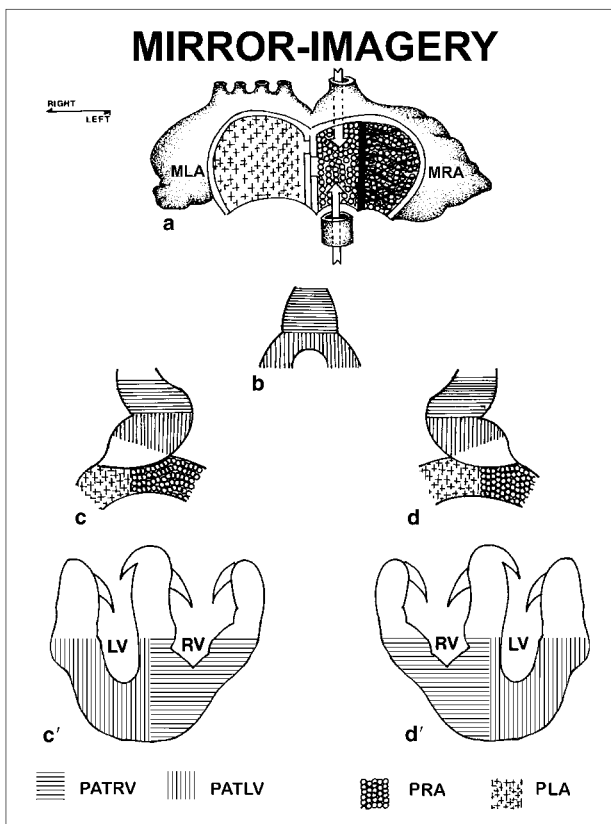 MIRROR-IMAGERY
RIGHT
LEFT
MLA
MRA
a
b
c
d
LV
RV
RV
LV
c'
d'
PATRV
PATLV
PRA
PLA